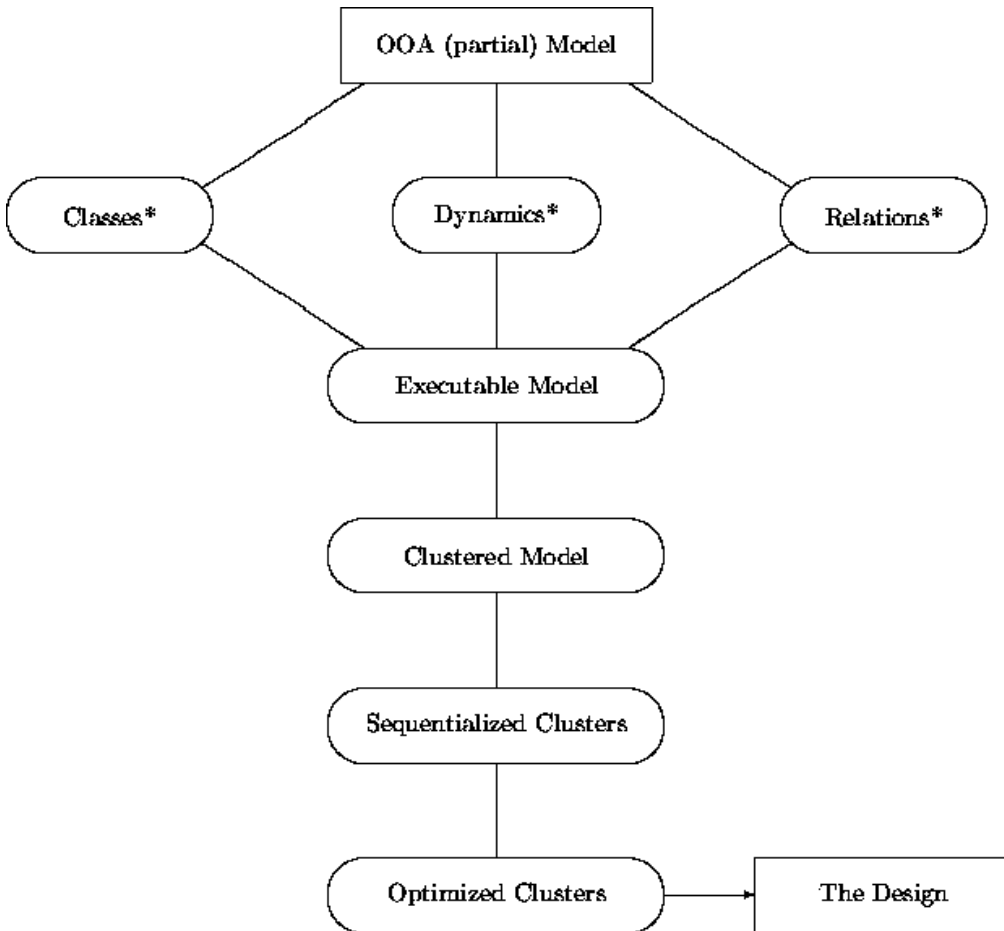 OOA (partial) Model
Classes*
Dynamics*
Relations*
Executable Model
Clustered Model
Sequentialized Clusters
Optimized Clusters
The Design